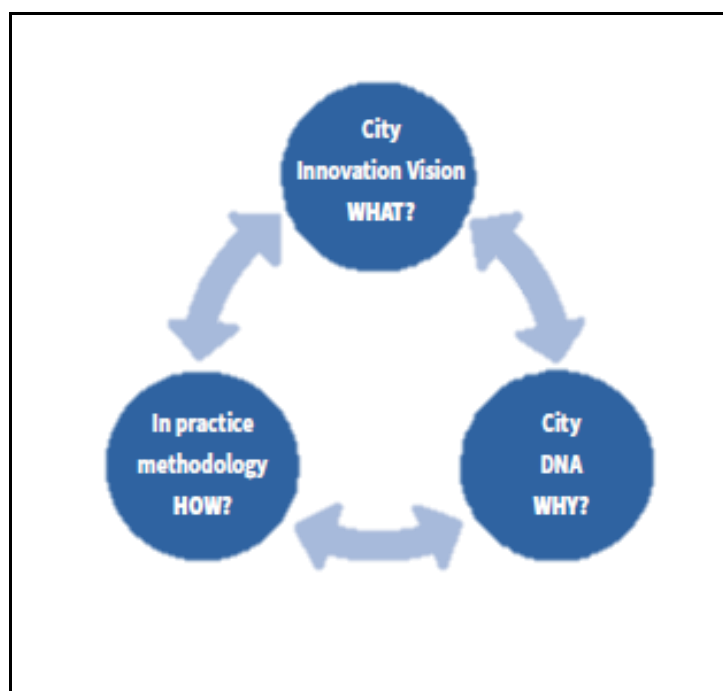 City
Innovation Vision
WHAT?
In practice
methodology
HOW?
City
DNA
WHY?